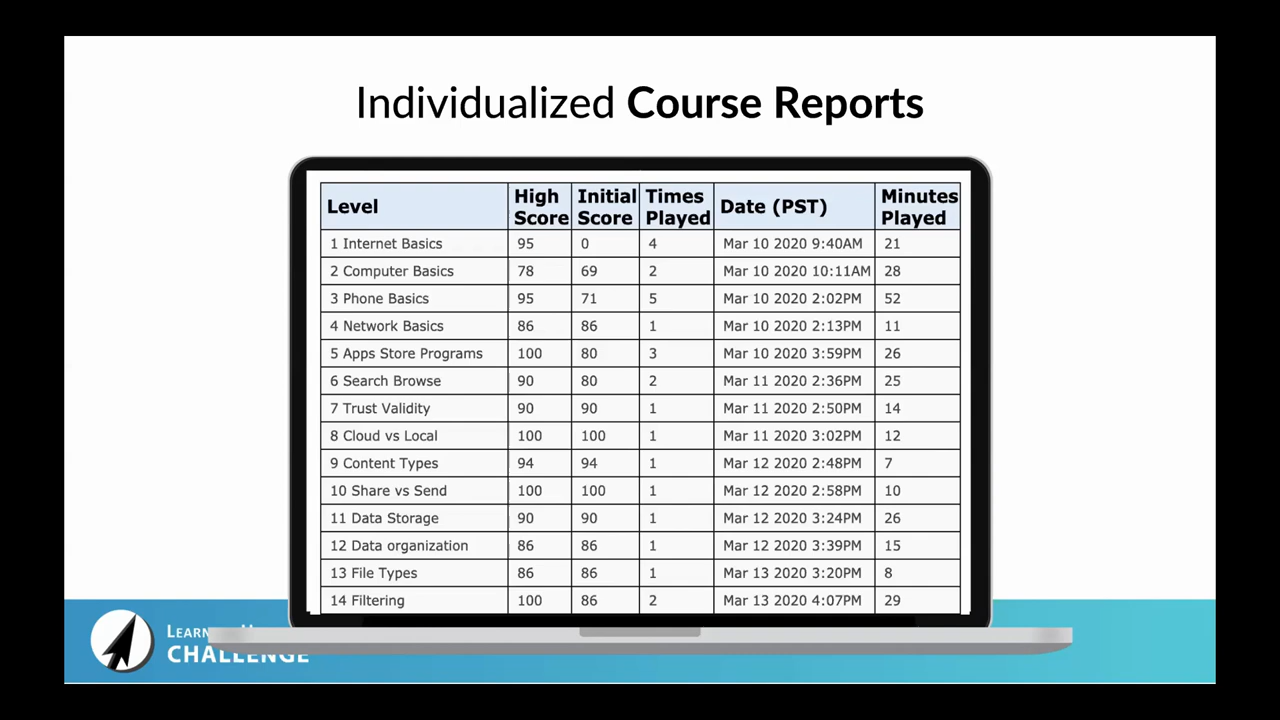 Individualized Course Reports
Level High Score Initial Score Times Played Date (PST) Minutes Played
1 Internet Basics 95 0 4 Mar 10 2020 9:40AM 21
2 Computer Basics 78 69 2 Mar 10 2020 10:11AM 28
3 Phone Basics 95 71 5 Mar 10 2020 2:02PM 52
4 Network Basics 86 86 1 Mar 10 2020 2:13PM 11
5 Apps Store Programs 100 80 3 Mar 10 2020 3:59PM 26
6 Search Browse 90 80 2 Mar 11 2020 2:36PM 25
7 Trust Validity 90 90 1 Mar 11 2020 2:50PM 14
8 Cloud vs Local 100 100 1 Mar 11 2020 3:02PM 12
9 Content Types 94 94 1 Mar 12 2020 2:48PM 7
10 Share vs Send 100 100 1 Mar 12 2020 2:58PM 10
11 Data Storage 90 90 1 Mar 12 2020 3:24PM 26
12 Data organization 86 86 1 Mar 12 2020 3:39PM 15
13 File Types 86 86 1 Mar 13 2020 3:20PM 8
14 Filtering 100 86 2 Mar 13 2020 4:07PM 29
CHALLENGE